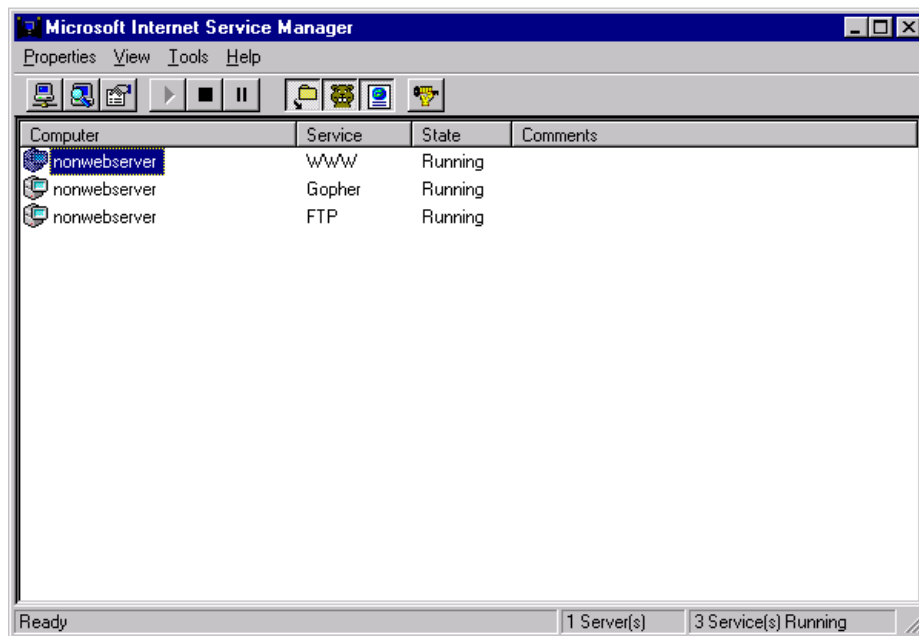 Microsoft Internet Service Manager
Properties View Tools Help
Computer Service State Comments
nonwebserver WWW Running
nonwebserver Gopher Running
nonwebserver FTP Running
Ready 1 Server(s) 3 Service(s) Running